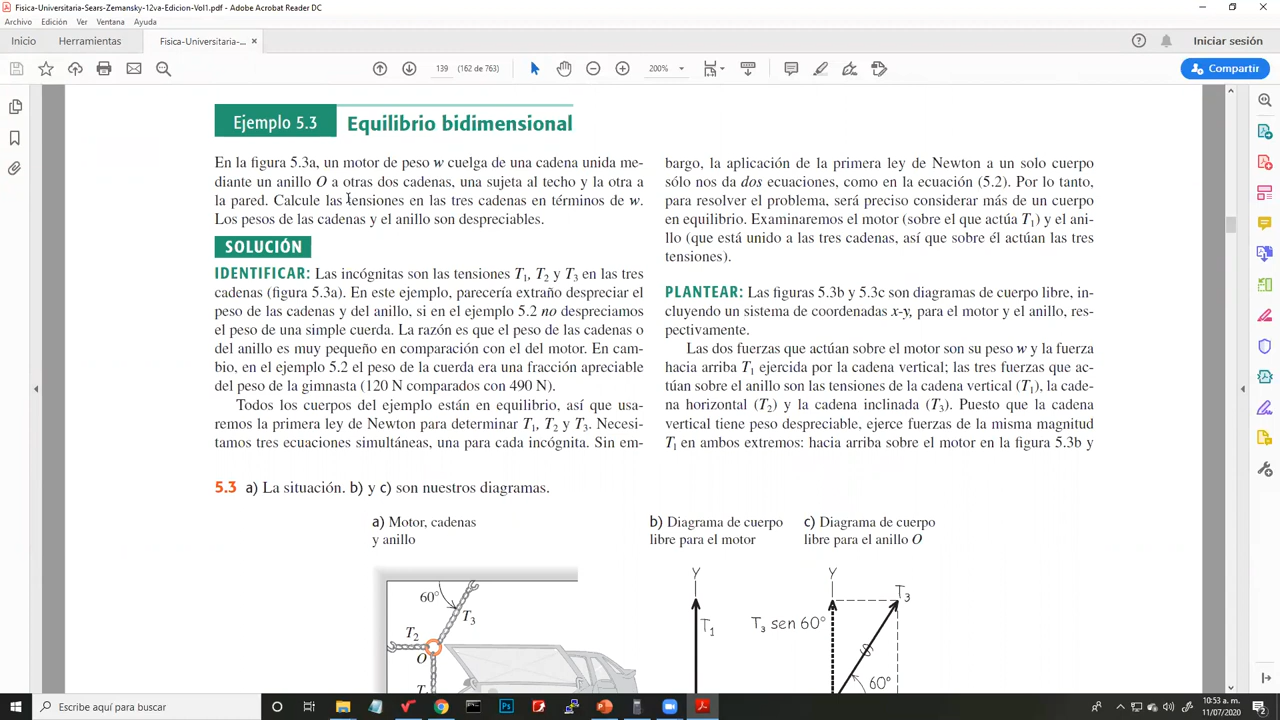 Fisica-Universitaria-Sears-Zemansky-12va-Edicion-Vol1.pdf - Adobe Acrobat Reader DC
Archivo Edición Ver Ventana Ayuda
Inicio Herramientas Fisica-Universitaria-... × Iniciar sesión
139 (162 de 763) 200% Compartir
Ejemplo 5.3 Equilibrio bidimensional
En la figura 5.3a, un motor de peso w cuelga de una cadena unida me-
diante un anillo O a otras dos cadenas, una sujeta al techo y la otra a
la pared. Calcule las tensiones en las tres cadenas en términos de w.
Los pesos de las cadenas y el anillo son despreciables.
SOLUCIÓN
IDENTIFICAR: Las incógnitas son las tensiones T1, T2 y T3 en las tres
cadenas (figura 5.3a). En este ejemplo, parecería extraño despreciar el
peso de las cadenas y del anillo, si en el ejemplo 5.2 no despreciamos
el peso de una simple cuerda. La razón es que el peso de las cadenas o
del anillo es muy pequeño en comparación con el del motor. En cam-
bio, en el ejemplo 5.2 el peso de la cuerda era una fracción apreciable
del peso de la gimnasta (120 N comparados con 490 N).
Todos los cuerpos del ejemplo están en equilibrio, así que usa-
remos la primera ley de Newton para determinar T1, T2 y T3. Necesi-
tamos tres ecuaciones simultáneas, una para cada incógnita. Sin em-
bargo, la aplicación de la primera ley de Newton a un solo cuerpo
sólo nos da dos ecuaciones, como en la ecuación (5.2). Por lo tanto,
para resolver el problema, será preciso considerar más de un cuerpo
en equilibrio. Examinaremos el motor (sobre el que actúa T1) y el ani-
llo (que está unido a las tres cadenas, así que sobre él actúan las tres
tensiones).
PLANTEAR: Las figuras 5.3b y 5.3c son diagramas de cuerpo libre, in-
cluyendo un sistema de coordenadas x-y, para el motor y el anillo, res-
pectivamente.
Las dos fuerzas que actúan sobre el motor son su peso w y la fuerza
hacia arriba T1 ejercida por la cadena vertical; las tres fuerzas que ac-
túan sobre el anillo son las tensiones de la cadena vertical (T1), la cade-
na horizontal (T2) y la cadena inclinada (T3). Puesto que la cadena
vertical tiene peso despreciable, ejerce fuerzas de la misma magnitud
T1 en ambos extremos: hacia arriba sobre el motor en la figura 5.3b y
5.3 a) La situación. b) y c) son nuestros diagramas.
a) Motor, cadenas
y anillo
b) Diagrama de cuerpo
libre para el motor
c) Diagrama de cuerpo
libre para el anillo O
60°
T3
T2
O
T
Y
T1
Y
T3
T3 sen 60°
60°
Escribe aquí para buscar
10:53 a. m.
11/07/2020